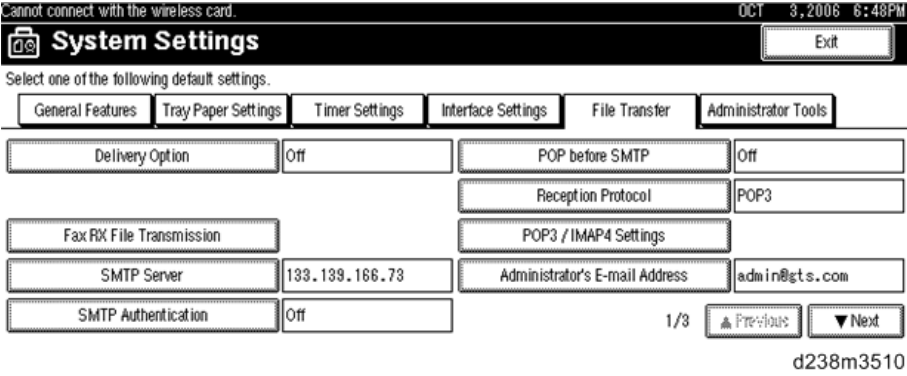 Cannot connect with the wireless card. OCT 3,2006 6:48PM
System Settings Exit
Select one of the following default settings.
General Features Tray Paper Settings Timer Settings Interface Settings File Transfer Administrator Tools
Delivery Option Off POP before SMTP Off
Reception Protocol POP3
Fax RX File Transmission POP3 / IMAP4 Settings
SMTP Server 133.139.166.73 Administrator's E-mail Address admin@gts.com
SMTP Authentication Off 1/3 ▲ Previous ▼ Next
d238m3510